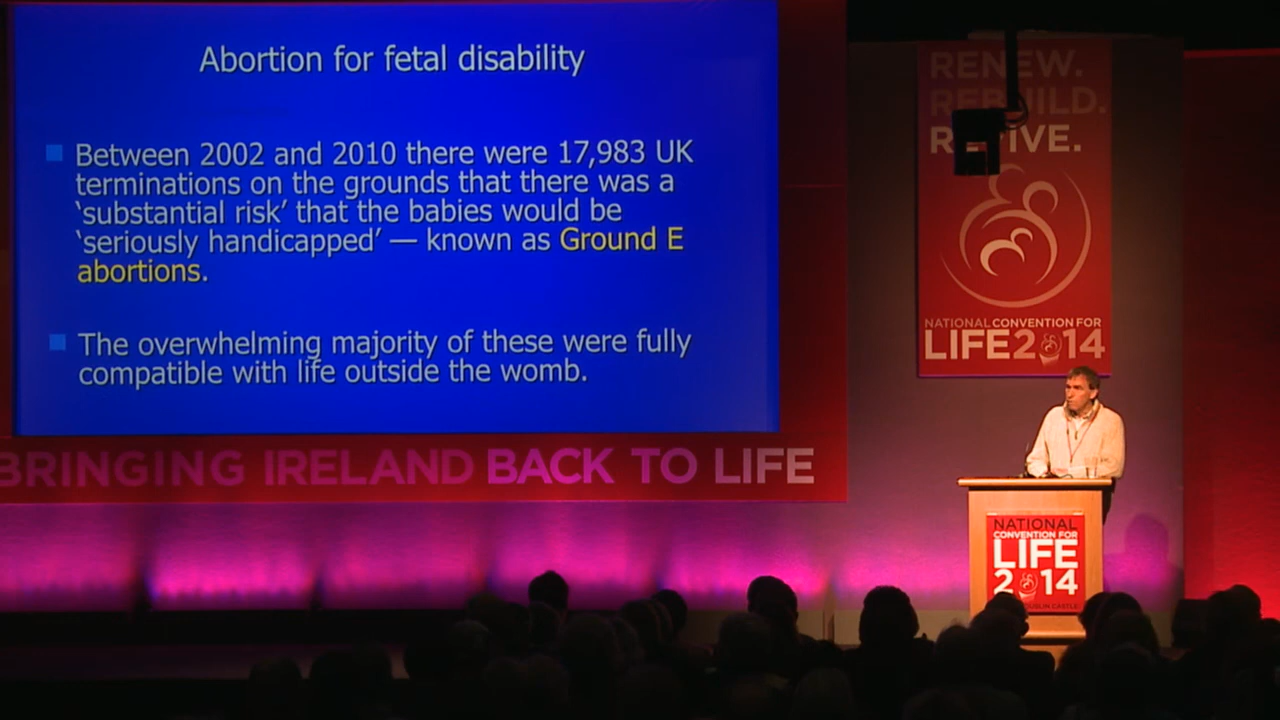 Abortion for fetal disability
Between 2002 and 2010 there were 17,983 UK
terminations on the grounds that there was a
‘substantial risk’ that the babies would be
‘seriously handicapped’ — known as Ground E
abortions.
The overwhelming majority of these were fully
compatible with life outside the womb.
BRINGING IRELAND BACK TO LIFE
RENEW.
NATIONAL CONVENTION FOR
LIFE2014
NATIONAL
CONVENTION FOR
LIFE
2014
DUBLIN CASTLE